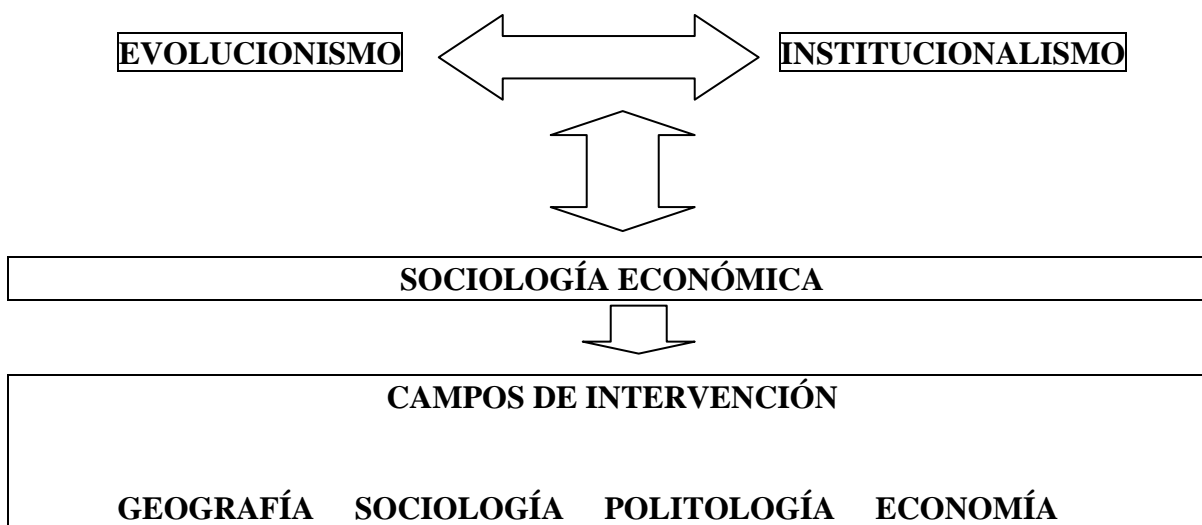 EVOLUCIONISMO INSTITUCIONALISMO
SOCIOLOGÍA ECONÓMICA
CAMPOS DE INTERVENCIÓN
GEOGRAFÍA SOCIOLOGÍA POLITOLOGÍA ECONOMÍA